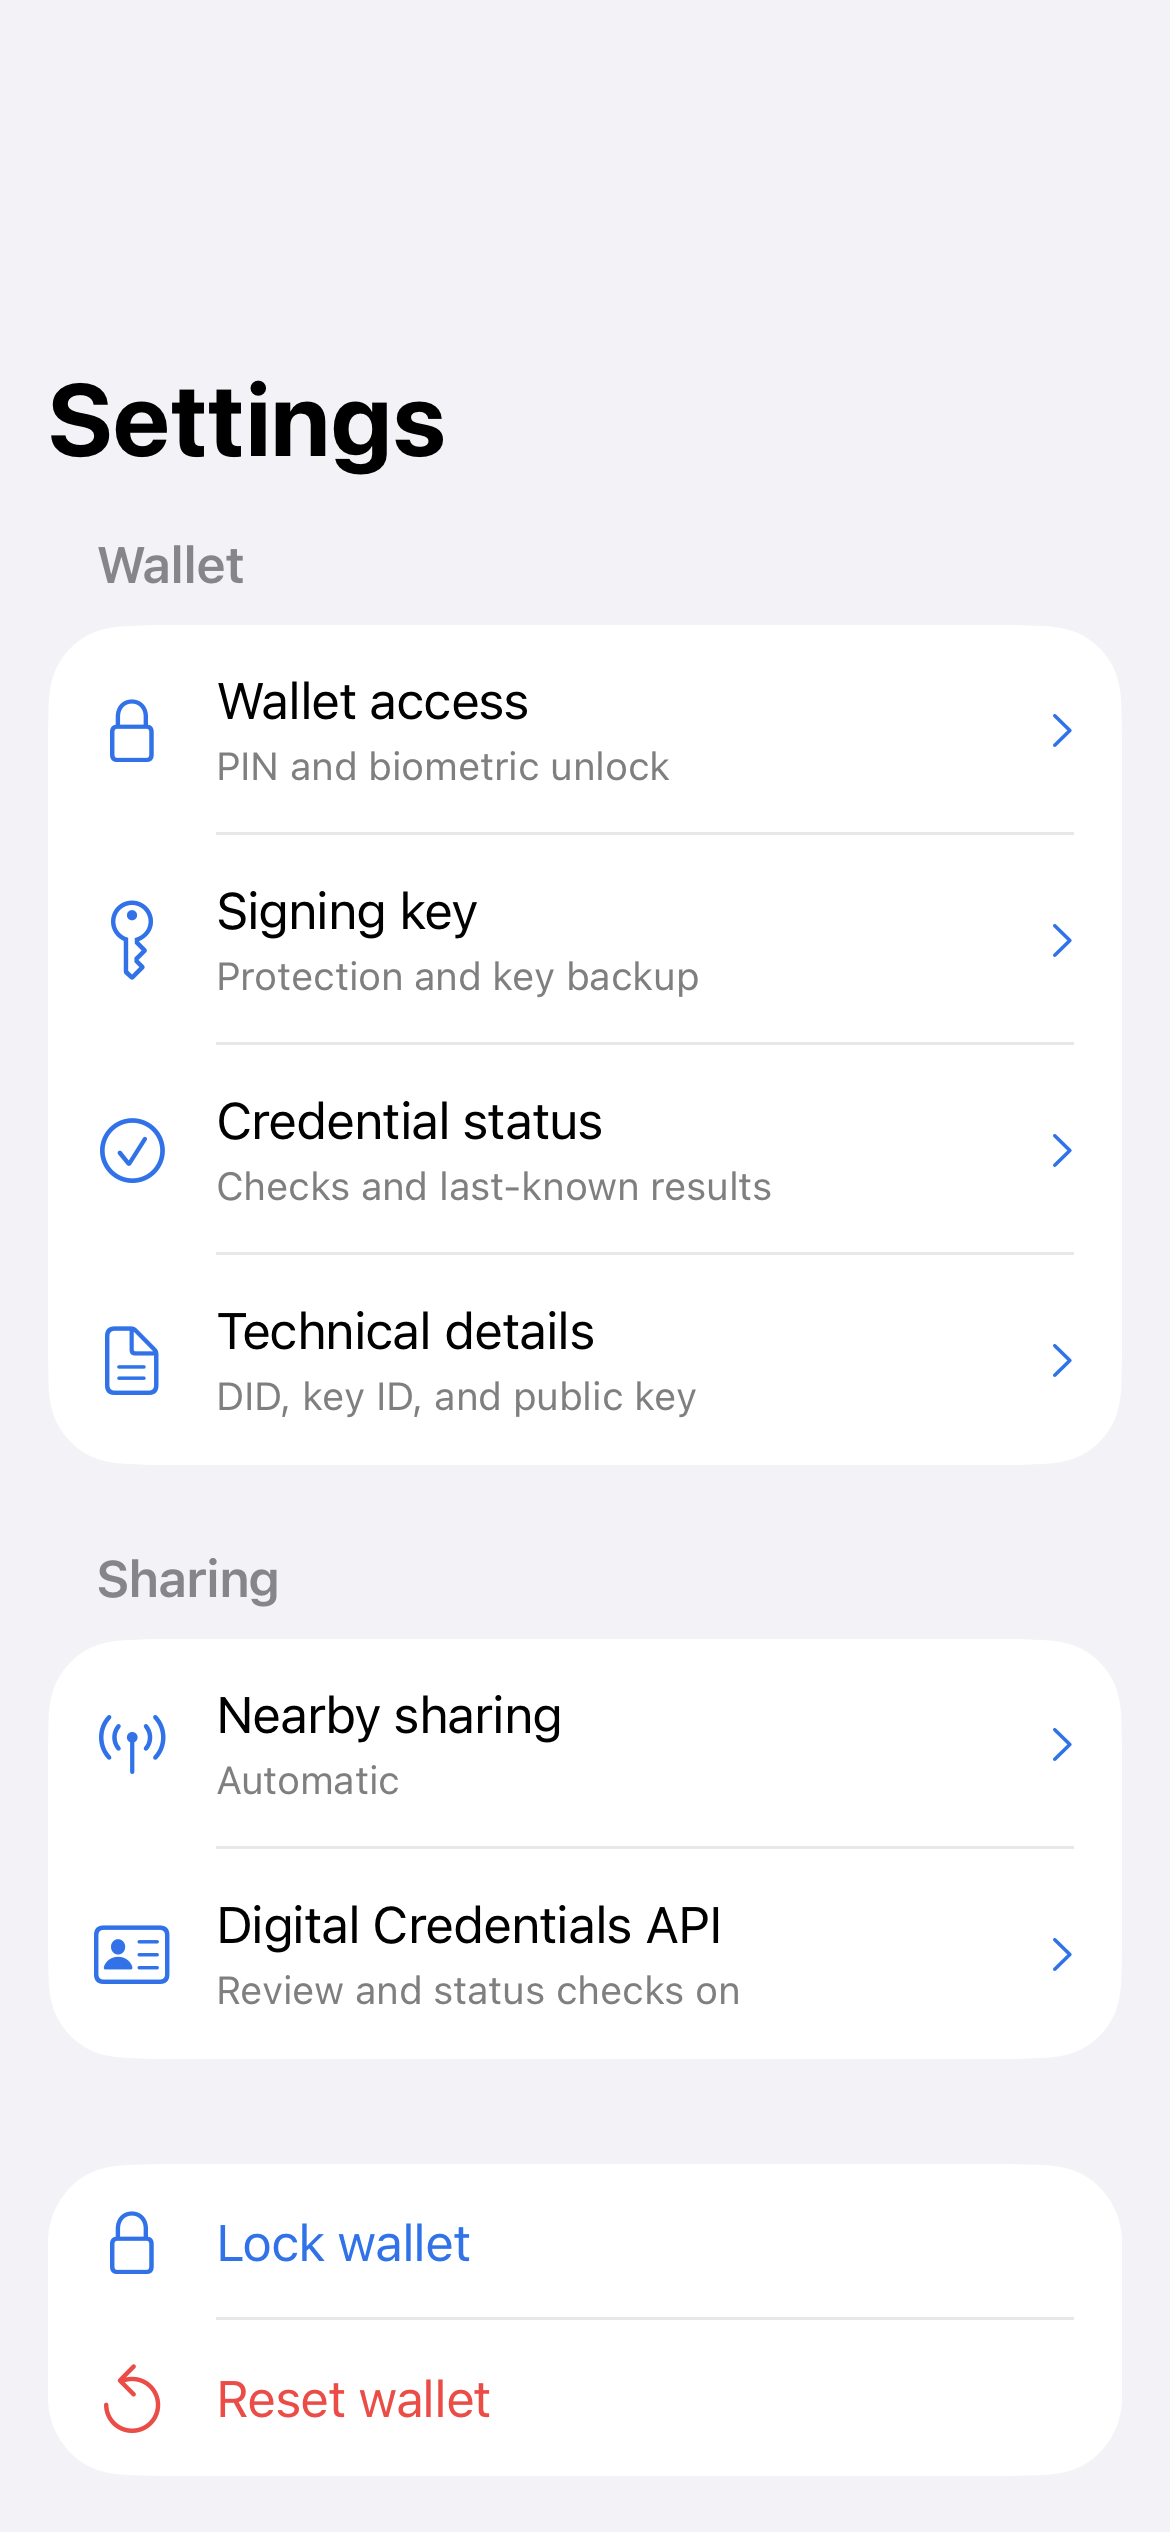 Settings
Wallet
Wallet access
PIN and biometric unlock
Signing key
Protection and key backup
Credential status
Checks and last-known results
Technical details
DID, key ID, and public key
Sharing
Nearby sharing
Automatic
Digital Credentials API
Review and status checks on
Lock wallet
Reset wallet